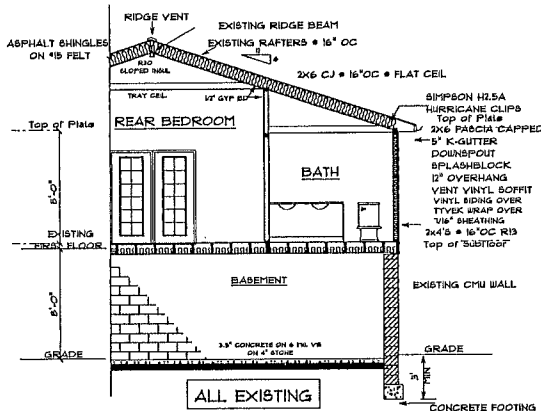 RIDGE VENT
EXISTING RIDGE BEAM
ASPHALT SHINGLES
ON #15 FELT
EXISTING RAFTERS @ 16" OC
R30
SLOPED INSUL
12
4
2X6 CJ @ 16"OC @ FLAT CEIL
TRAY CEIL
1/2" GYP BD
SIMPSON H2.5A
HURRICANE CLIPS
Top of Plate
2X6 FASCIA CAPPED
5" K-GUTTER
DOWNSPOUT
SPLASHBLOCK
12" OVERHANG
VENT VINYL SOFFIT
VINYL SIDING OVER
TYVEK WRAP OVER
7/16" SHEATHING
2x4'S @ 16"OC R13
Top of Subfloor
Top of Plate
REAR BEDROOM
BATH
8'-0"
EXISTING
FIRST FLOOR
BASEMENT
EXISTING CMU WALL
8'-0"
3.5" CONCRETE ON 6 MIL VB
ON 4" STONE
GRADE
GRADE
3'
MIN
ALL EXISTING
CONCRETE FOOTING